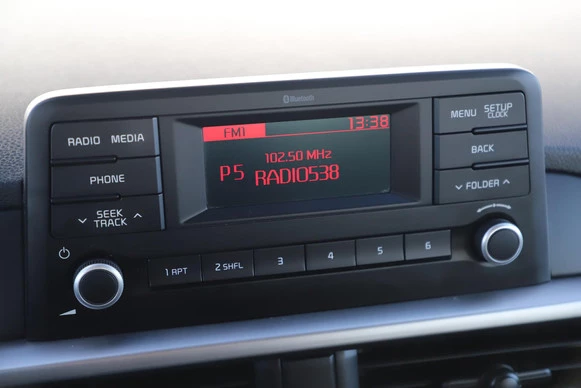 Bluetooth
RADIO MEDIA
PHONE
SEEK
TRACK
FM1 13:38
102.50 MHz
P5 RADIO538
MENU SETUP
CLOCK
BACK
FOLDER
1 RPT 2 SHFL 3 4 5 6